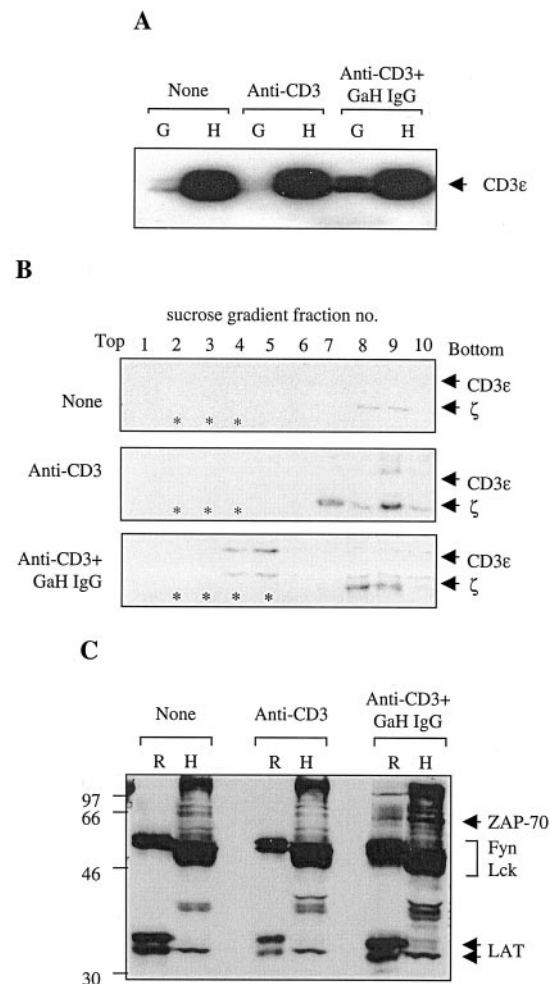 A
None Anti-CD3 Anti-CD3+
GaH IgG
G H G H G H
CD3ε
B
sucrose gradient fraction no.
Top 1 2 3 4 5 6 7 8 9 10 Bottom
None
CD3ε
ζ
* * *
Anti-CD3
CD3ε
ζ
* * *
Anti-CD3+
GaH IgG
CD3ε
ζ
* * * *
C
None Anti-CD3 Anti-CD3+
GaH IgG
R H R H R H
97
66
46
30
ZAP-70
Fyn
Lck
LAT